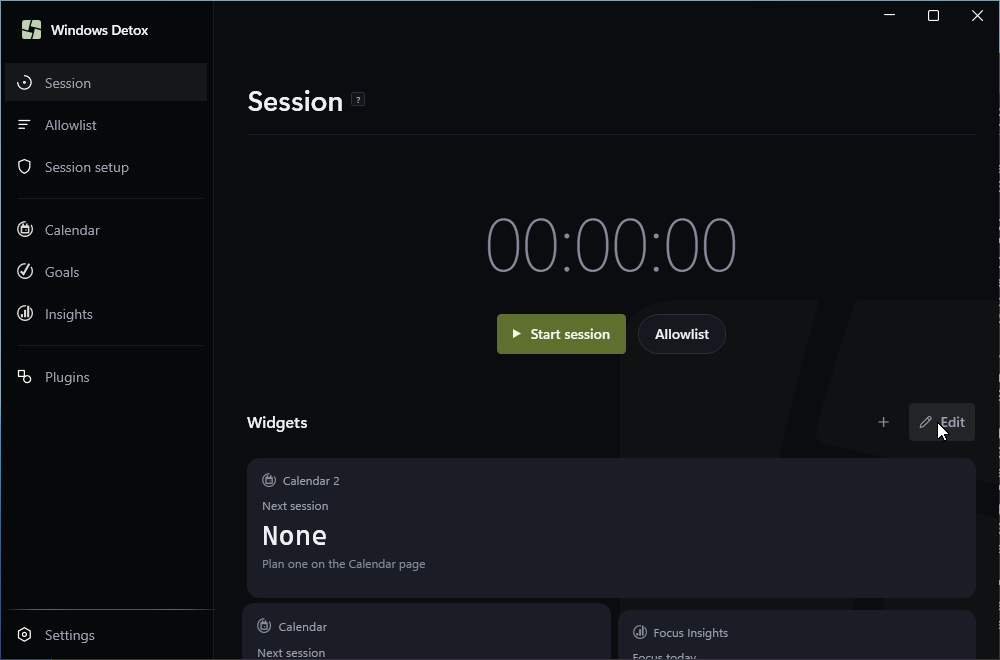 Windows Detox
Session
Allowlist
Session setup
Calendar
Goals
Insights
Plugins
Settings
Session ?
00:00:00
Start session
Allowlist
Widgets
+ Edit
Calendar 2
Next session
None
Plan one on the Calendar page
Calendar
Next session
Focus Insights
Focus today